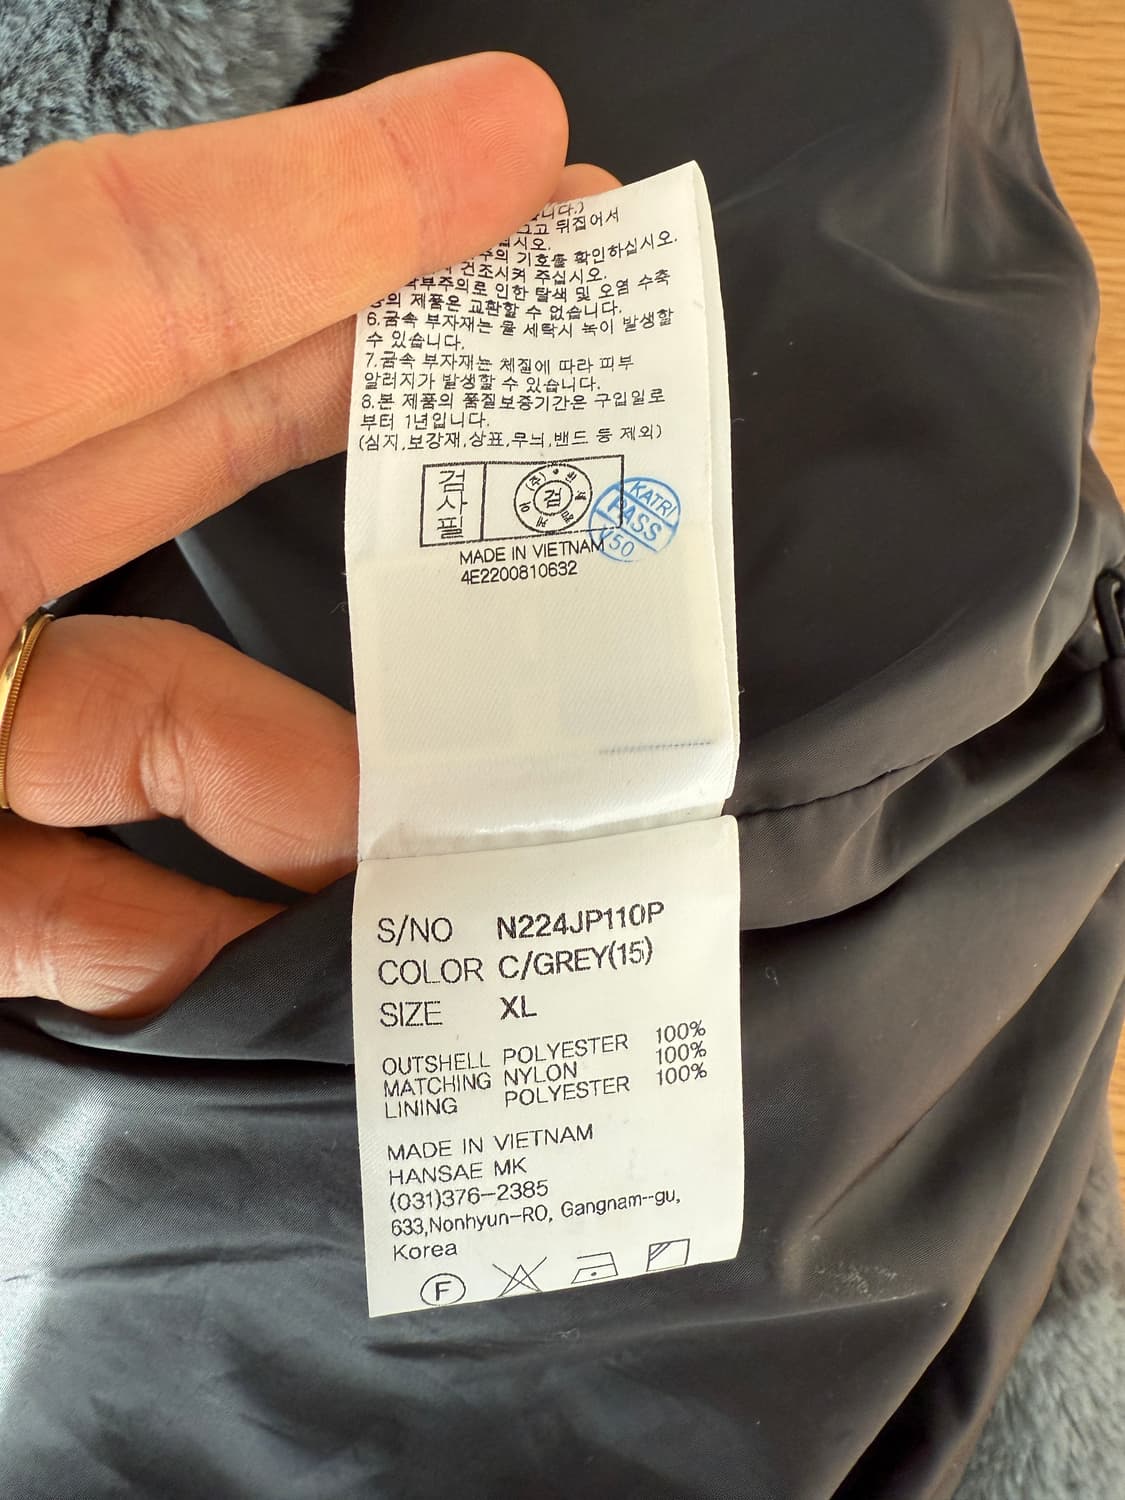 니다.)
그고 뒤집어서
십시오.
주의 기호를 확인하십시오.
건조시켜 주십시오.
부주의로 인한 탈색 및 오염 수축
등의 제품은 교환할 수 없습니다.
6.금속 부자재는 물 세탁시 녹이 발생할
수 있습니다.
7.금속 부자재는 체질에 따라 피부
알러지가 발생할 수 있습니다.
8.본 제품의 품질보증기간은 구입일로
부터 1년입니다.
(심지,보강재,상표,무늬,밴드 등 제외)
검사필
(주)
검
KATRI
PASS
150
MADE IN VIETNAM
4E2200810632
S/NO N224JP110P
COLOR C/GREY(15)
SIZE XL
OUTSHELL POLYESTER 100%
MATCHING NYLON 100%
LINING POLYESTER 100%
MADE IN VIETNAM
HANSAE MK
(031)376-2385
633,Nonhyun-RO, Gangnam-gu,
Korea
F